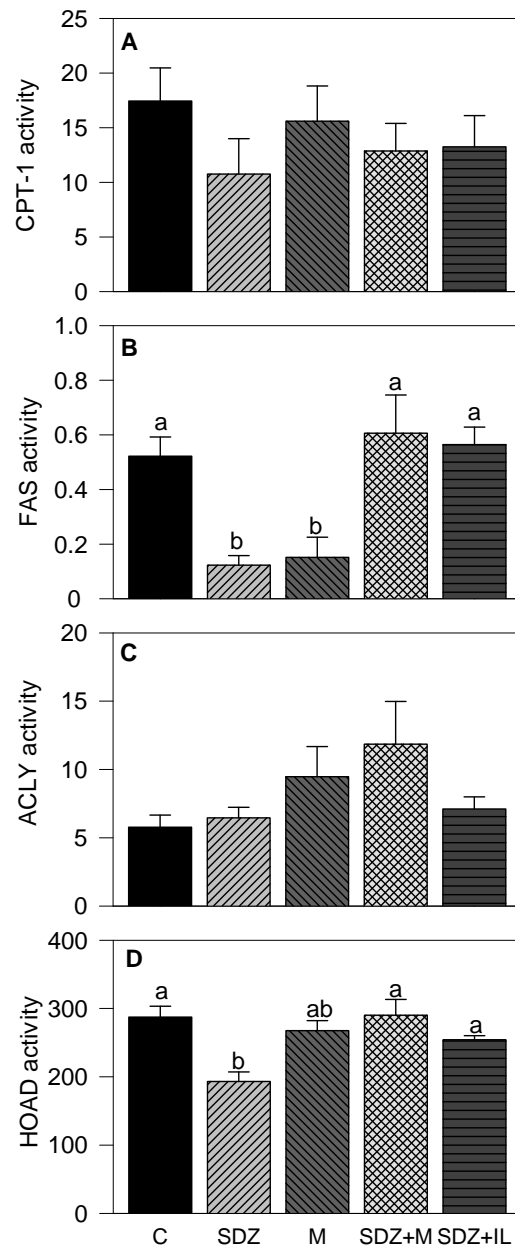 25
A
20
15
10
5
0
CPT-1 activity
1.0
B
0.8
a
a
a
0.6
0.4
b
b
0.2
0
FAS activity
20
C
15
10
5
0
ACLY activity
400
D
a
ab
a
a
300
b
200
100
0
HOAD activity
C SDZ M SDZ+M SDZ+IL